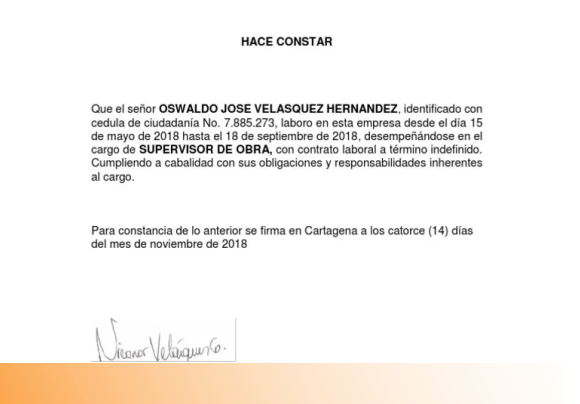 HACE CONSTAR
Que el señor OSWALDO JOSE VELASQUEZ HERNANDEZ, identificado con
cedula de ciudadanía No. 7.885.273, laboro en esta empresa desde el día 15
de mayo de 2018 hasta el 18 de septiembre de 2018, desempeñándose en el
cargo de SUPERVISOR DE OBRA, con contrato laboral a término indefinido.
Cumpliendo a cabalidad con sus obligaciones y responsabilidades inherentes
al cargo.
Para constancia de lo anterior se firma en Cartagena a los catorce (14) días
del mes de noviembre de 2018
Nicanor